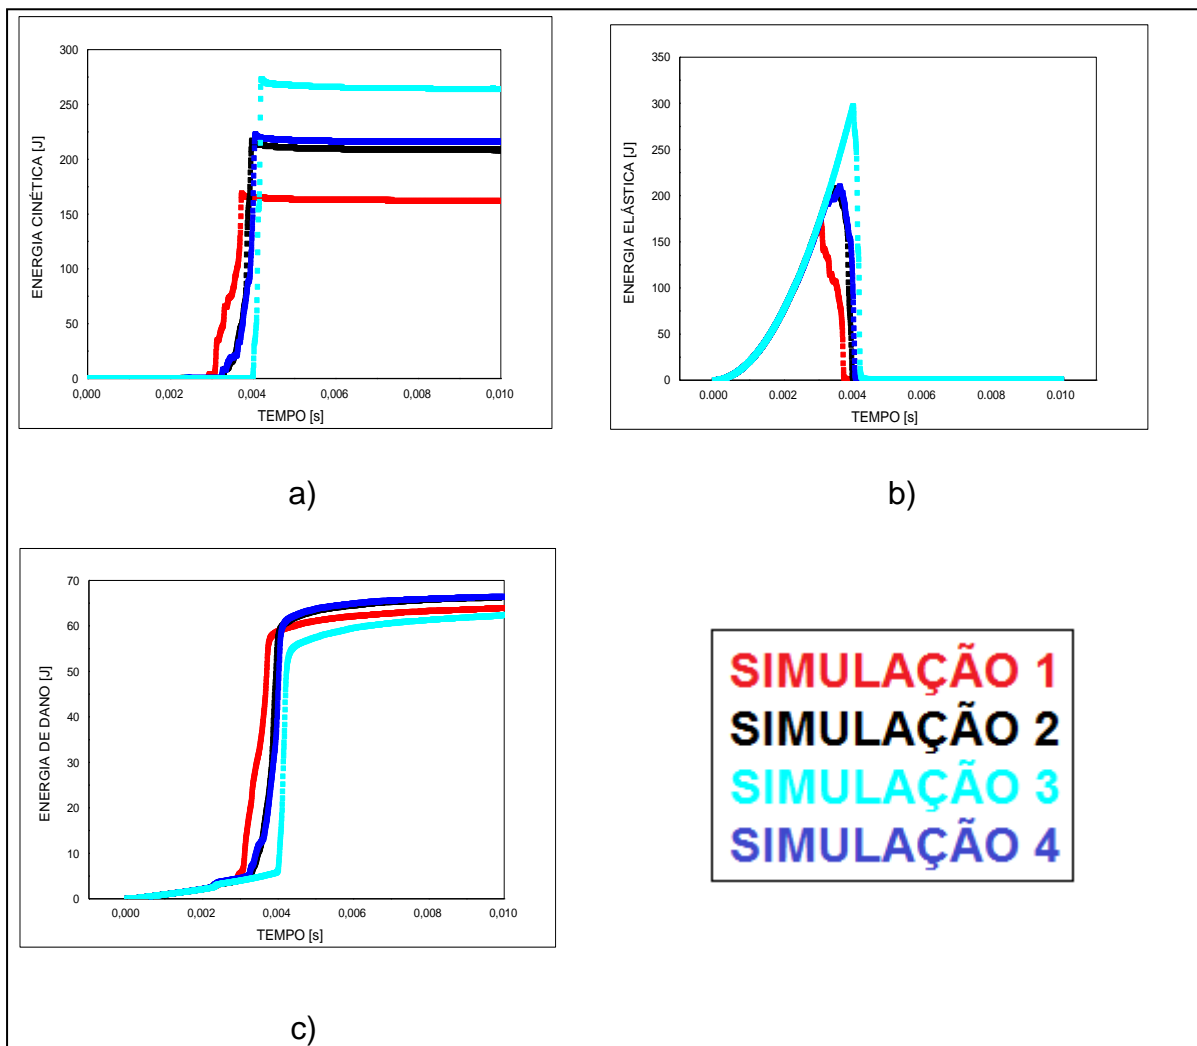 300
250
200
150
100
50
0
ENERGIA CINÉTICA [J]
0,000 0,002 0,004 0,006 0,008 0,010
TEMPO [s]
a)
350
300
250
200
150
100
50
0
ENERGIA ELÁSTICA [J]
0.000 0.002 0.004 0.006 0.008 0.010
TEMPO [s]
b)
70
60
50
40
30
20
10
0
ENERGIA DE DANO [J]
0,000 0,002 0,004 0,006 0,008 0,010
TEMPO [s]
c)
SIMULAÇÃO 1
SIMULAÇÃO 2
SIMULAÇÃO 3
SIMULAÇÃO 4